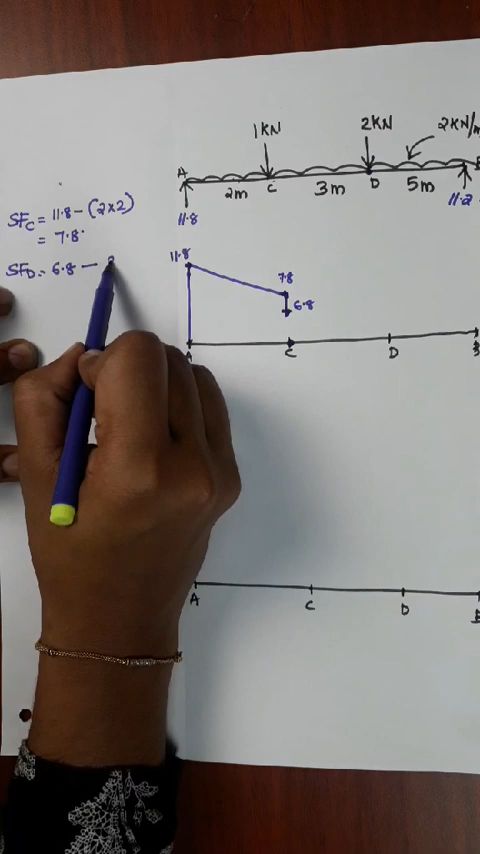 1KN 2KN 2KN/m
A C D B
2m 3m 5m
11.8 11.2
SFC = 11.8 - (2×2)
= 7.8
SFD = 6.8 -
11.8
7.8
6.8
A C D B
A C D B